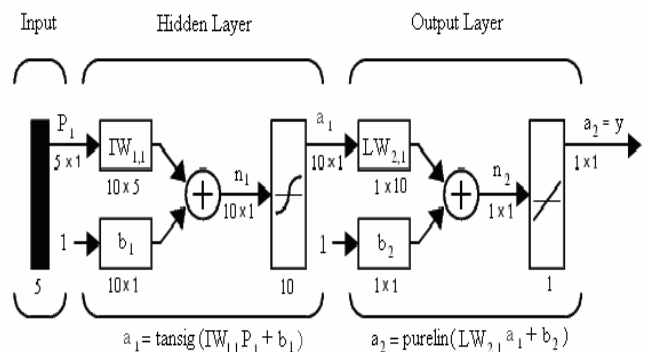 Input Hidden Layer Output Layer
P₁ a₁ a₂ = y
IW₁,₁ LW₂,₁
5 x 1 10 x 1 1 x 1
10 x 5 n₁ 1 x 10 n₂
10 x 1 1 x 1
1 b₁ 1 b₂
5 10 x 1 10 1 x 1 1
a₁ = tansig (IW₁,₁ P₁ + b₁) a₂ = purelin (LW₂,₁ a₁ + b₂)